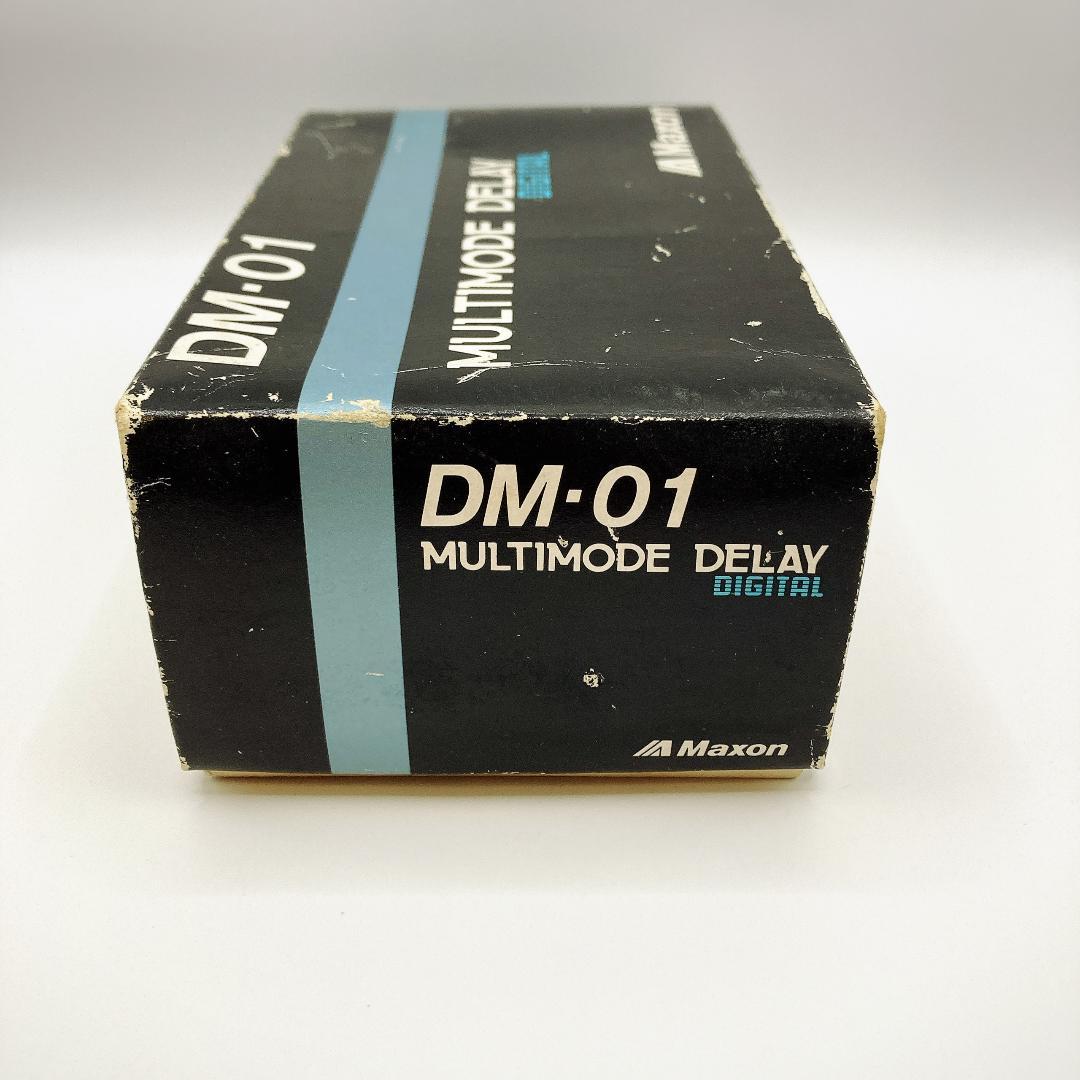 DM-01
MULTIMODE DELAY
DIGITAL
Maxon
DM-01
MULTIMODE DELAY
DIGITAL
Maxon